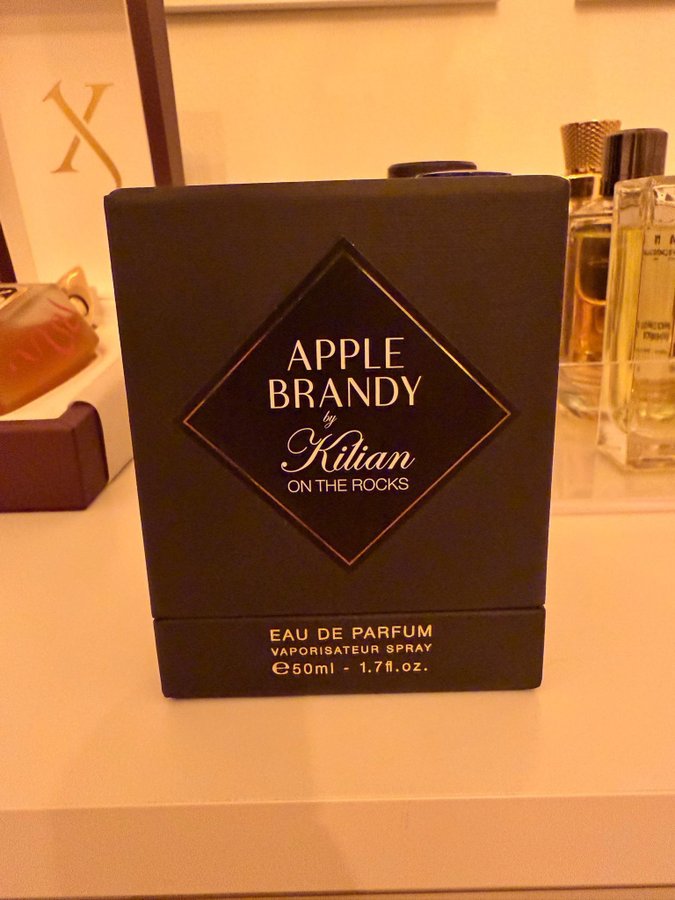 APPLE
BRANDY
by
Kilian
ON THE ROCKS
EAU DE PARFUM
VAPORISATEUR SPRAY
℮50ml - 1.7fl.oz.
X